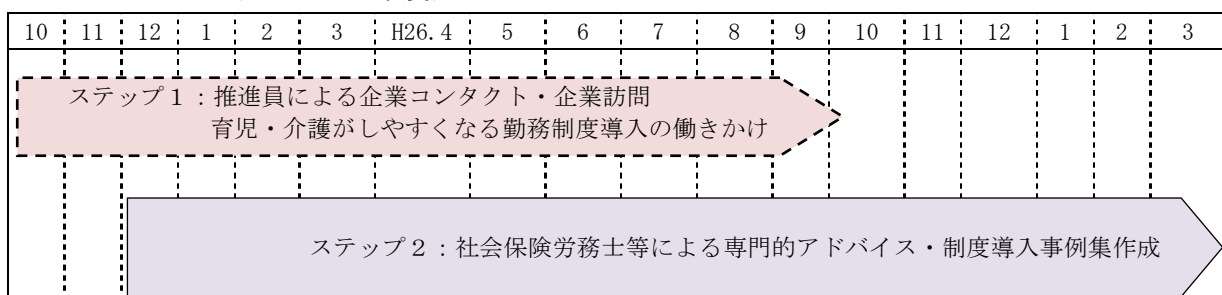 10 11 12 1 2 3 H26.4 5 6 7 8 9 10 11 12 1 2 3
ステップ1：推進員による企業コンタクト・企業訪問
育児・介護がしやすくなる勤務制度導入の働きかけ
ステップ2：社会保険労務士等による専門的アドバイス・制度導入事例集作成